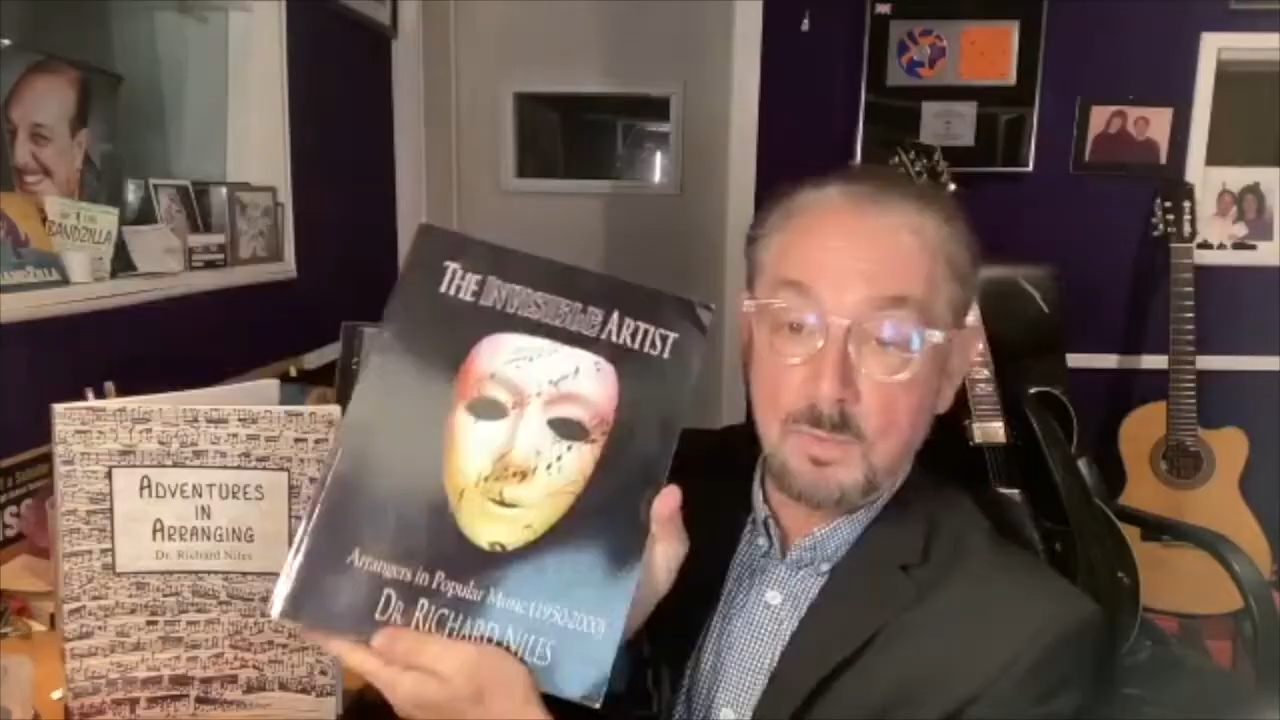 BANDZILLA
THE INVISIBLE ARTIST
Arrangers in Popular Music (1950-2000)
DR. RICHARD NILES
ADVENTURES
IN
ARRANGING
Dr. Richard Niles